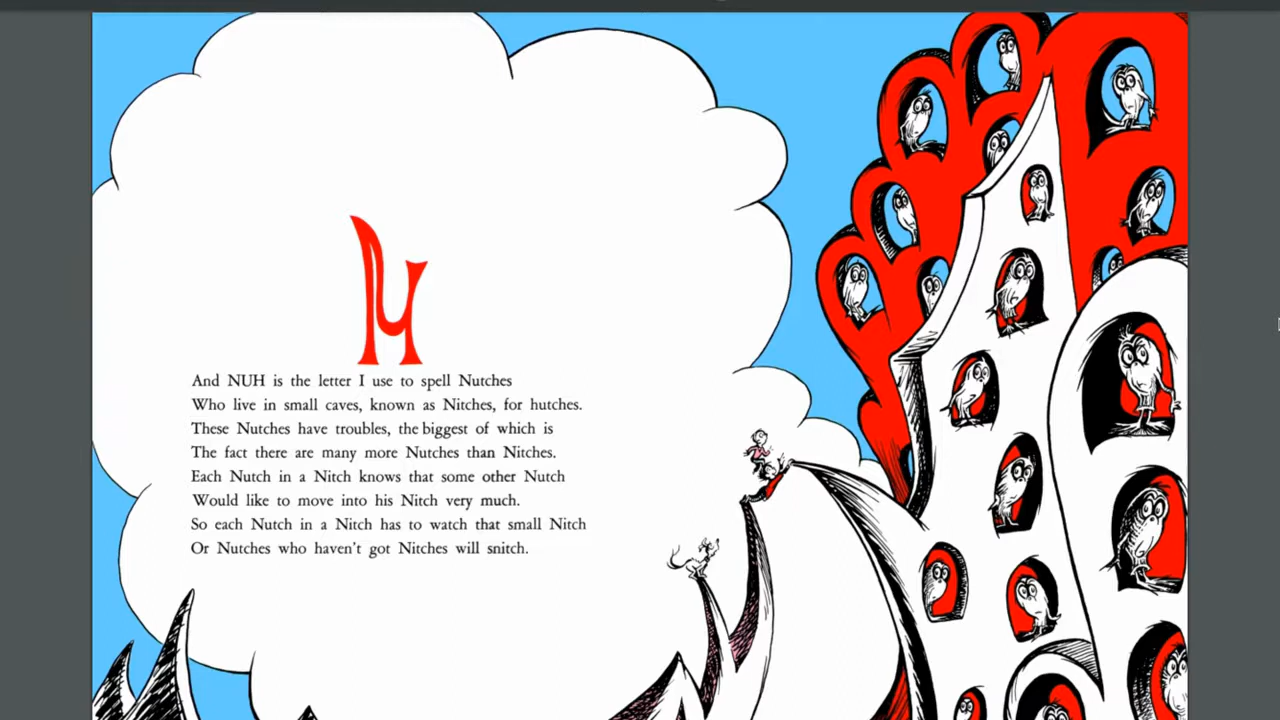 And NUH is the letter I use to spell Nutches
Who live in small caves, known as Nitches, for hutches.
These Nutches have troubles, the biggest of which is
The fact there are many more Nutches than Nitches.
Each Nutch in a Nitch knows that some other Nutch
Would like to move into his Nitch very much.
So each Nutch in a Nitch has to watch that small Nitch
Or Nutches who haven't got Nitches will snitch.